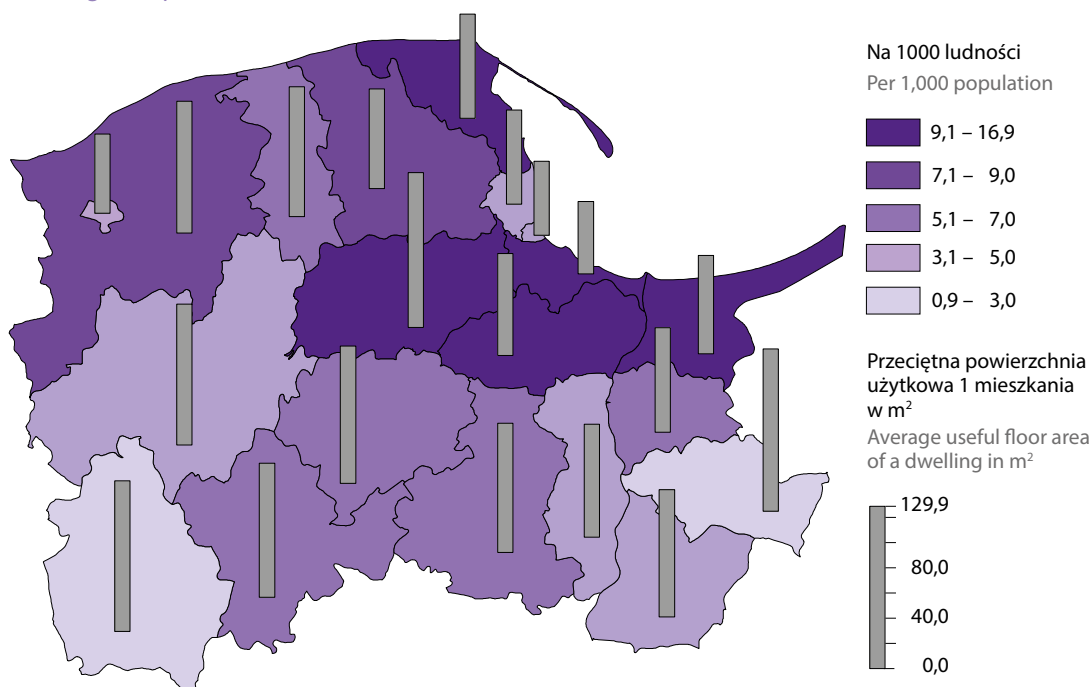 Na 1000 ludności
Per 1,000 population
9,1 – 16,9
7,1 – 9,0
5,1 – 7,0
3,1 – 5,0
0,9 – 3,0
Przeciętna powierzchnia
użytkowa 1 mieszkania
w m²
Average useful floor area
of a dwelling in m²
129,9
80,0
40,0
0,0